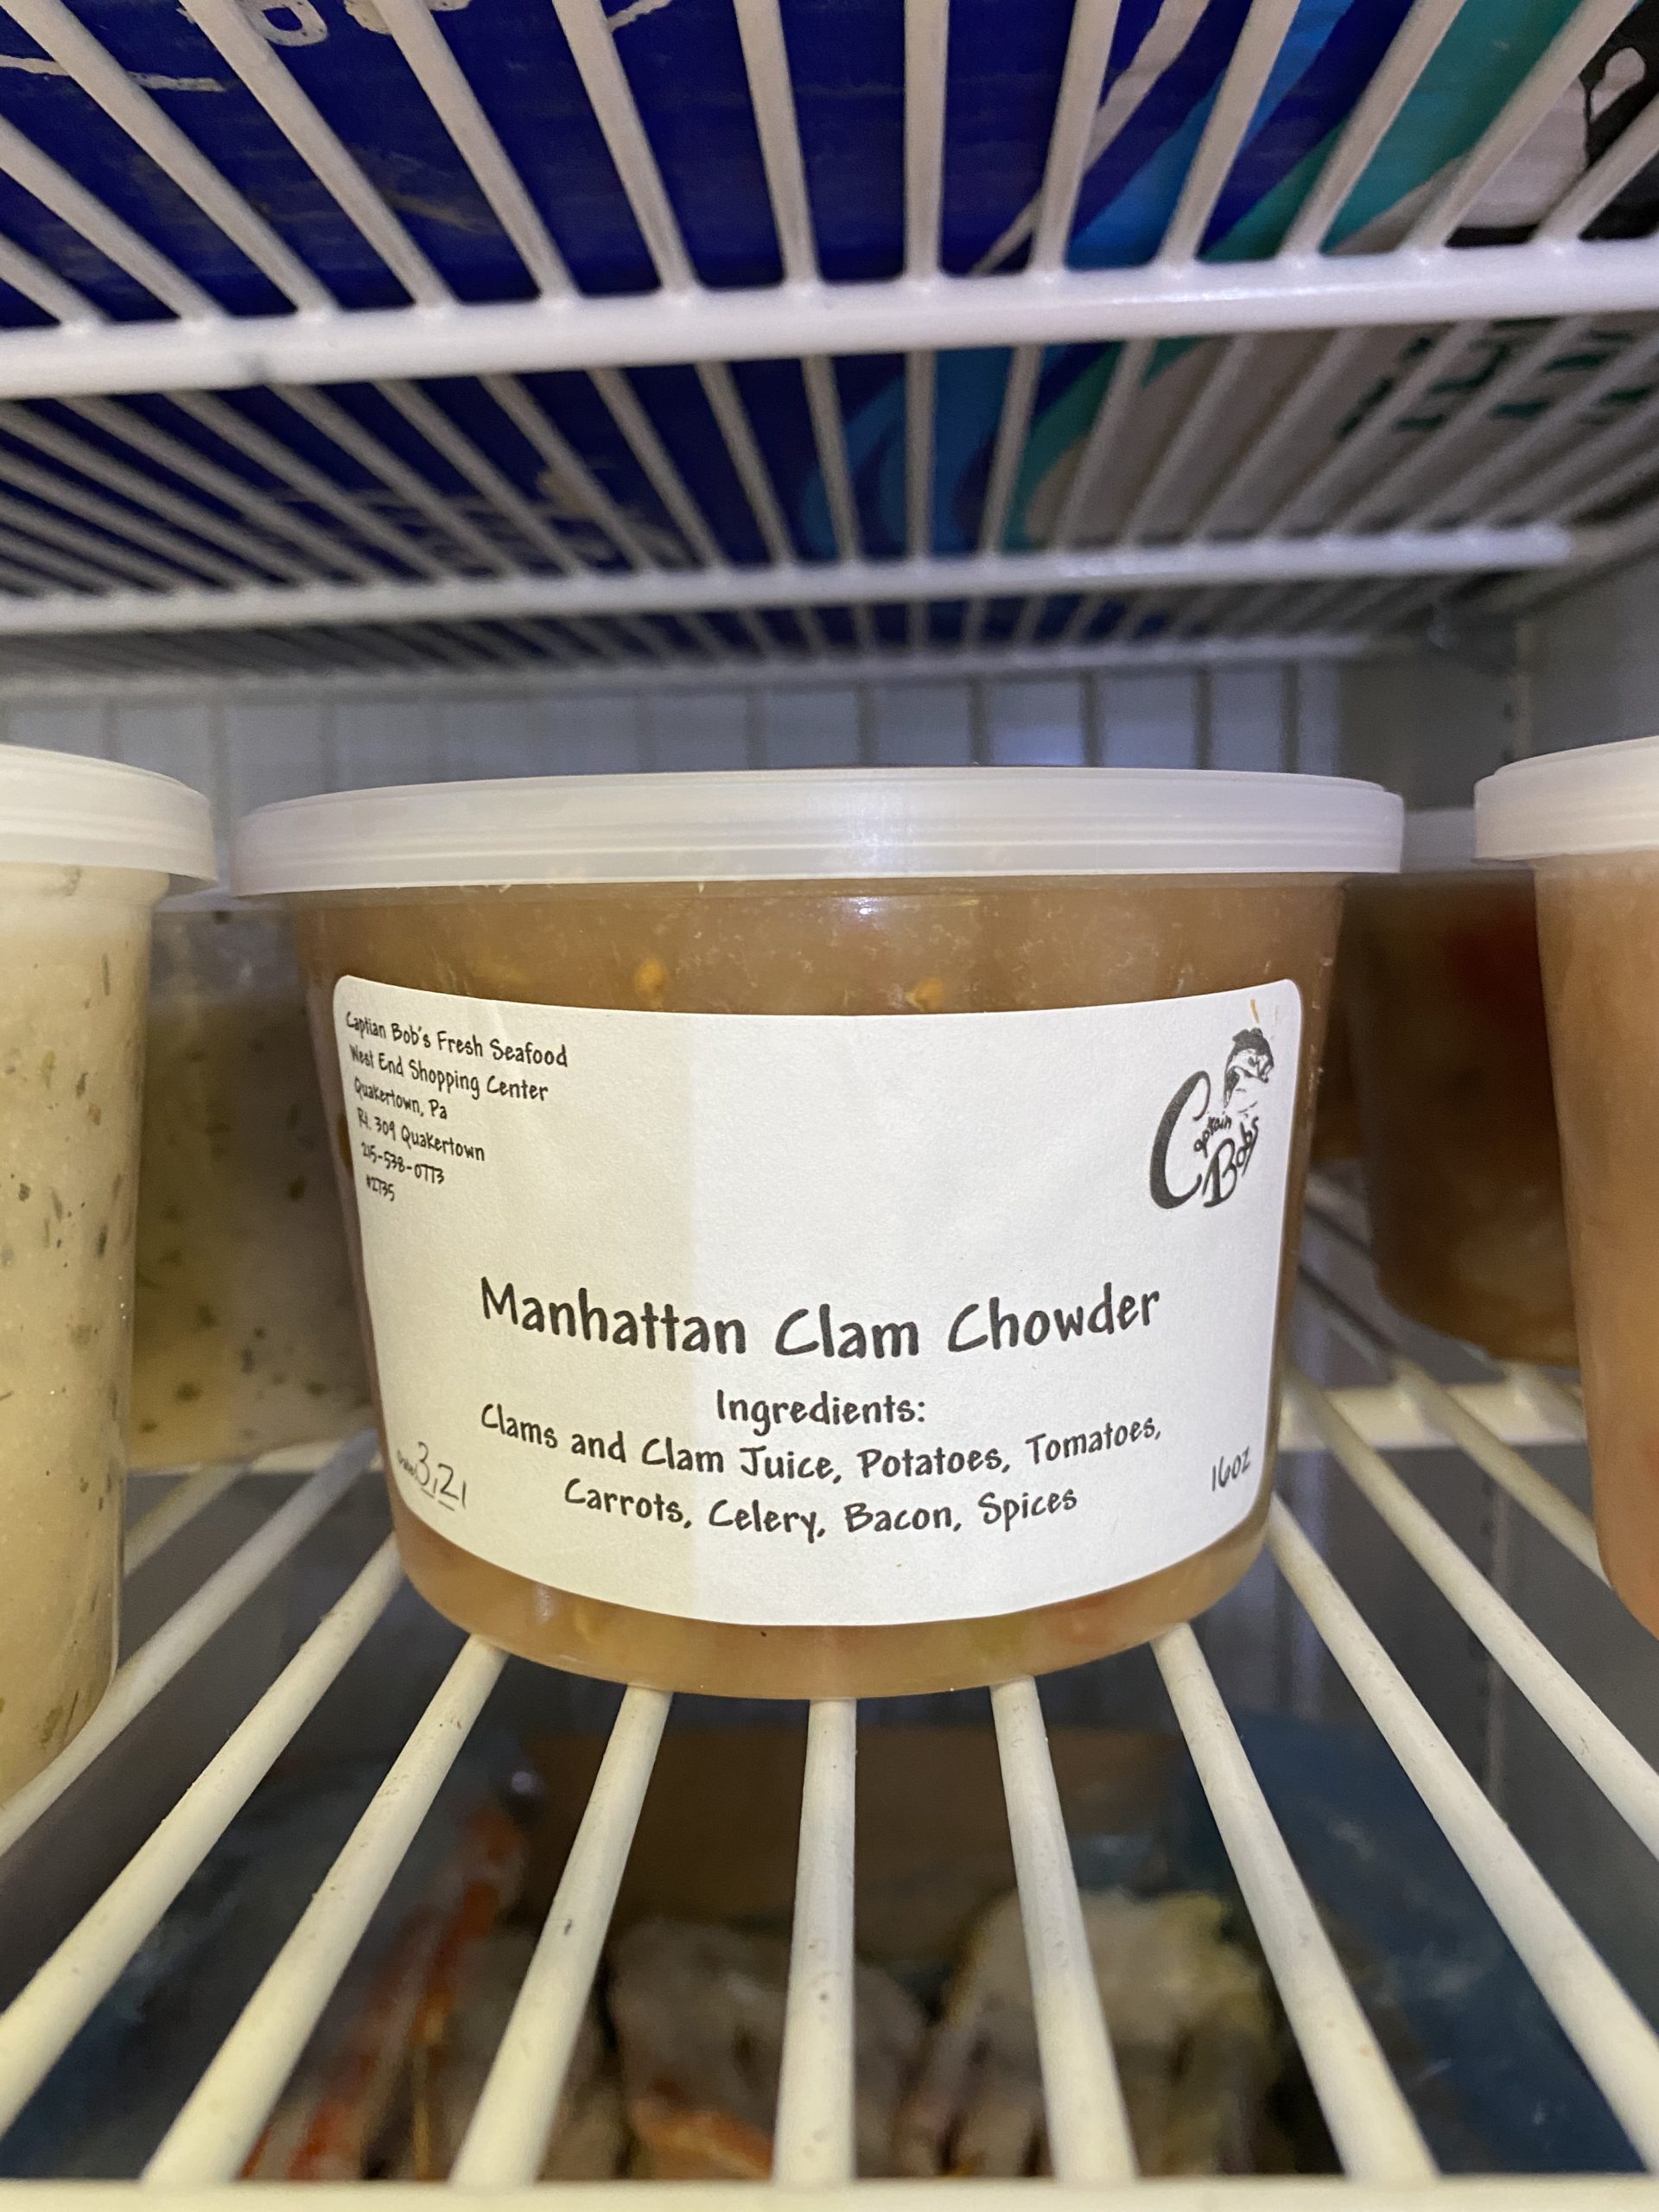 Captian Bob's Fresh Seafood
West End Shopping Center
Quakertown, Pa
Rt. 309 Quakertown
215-538-0773
#2735
Captain
Bob's
Manhattan Clam Chowder
Ingredients:
Clams and Clam Juice, Potatoes, Tomatoes,
Carrots, Celery, Bacon, Spices
3,21
16oz